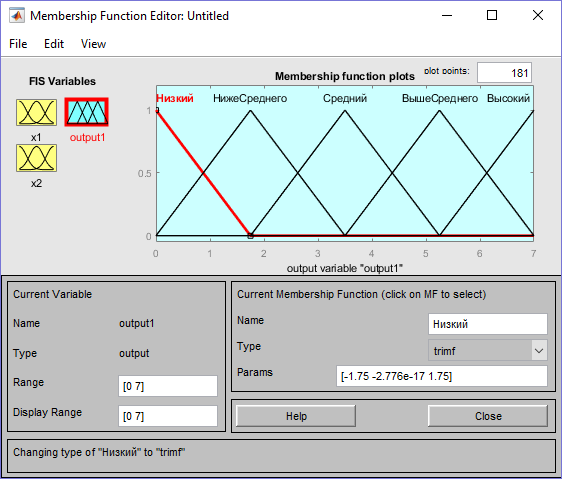 Membership Function Editor: Untitled
File Edit View
FIS Variables
x1
output1
x2
Membership function plots
plot points:
181
Низкий НижеСреднего Средний ВышеСреднего Высокий
1
0.5
0
0 1 2 3 4 5 6 7
output variable "output1"
Current Variable
Name output1
Type output
Range [0 7]
Display Range [0 7]
Current Membership Function (click on MF to select)
Name Низкий
Type trimf
Params [-1.75 -2.776e-17 1.75]
Help Close
Changing type of "Низкий" to "trimf"